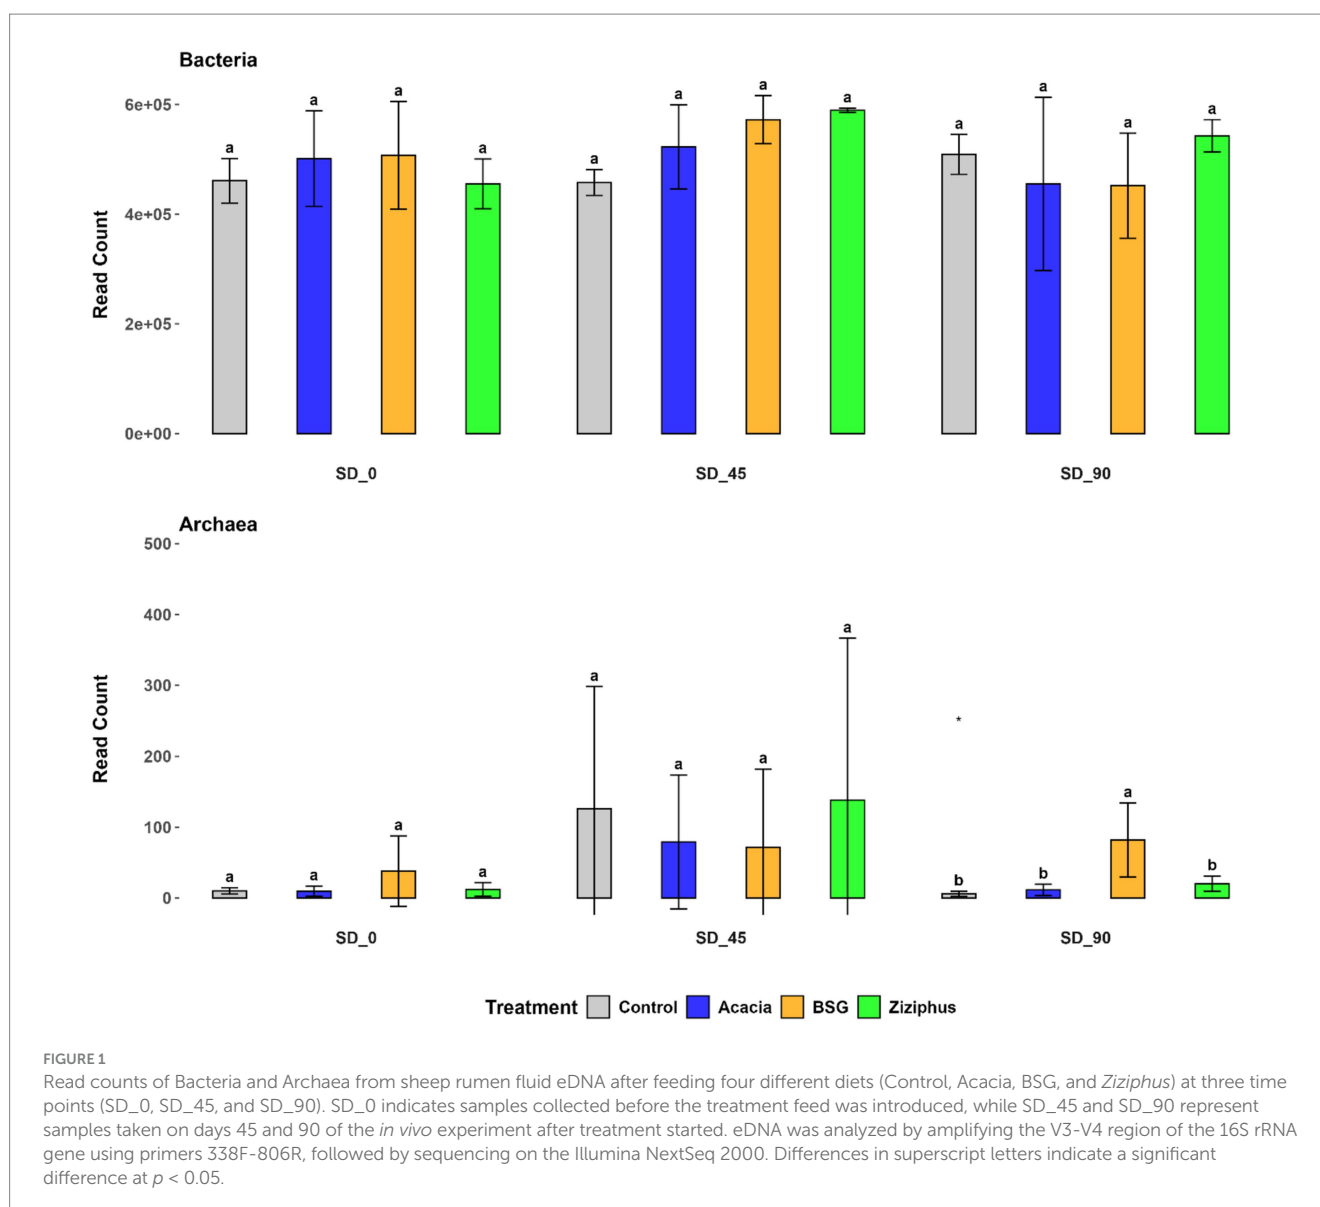 Bacteria
a a a a a a a a a a a a
6e+05
4e+05
2e+05
0e+00
Read Count
SD_0 SD_45 SD_90
Archaea
500
400
300
200
100
0
Read Count
a a a a a a a a * b b a b
SD_0 SD_45 SD_90
Treatment Control Acacia BSG Ziziphus
FIGURE 1
Read counts of Bacteria and Archaea from sheep rumen fluid eDNA after feeding four different diets (Control, Acacia, BSG, and Ziziphus) at three time
points (SD_0, SD_45, and SD_90). SD_0 indicates samples collected before the treatment feed was introduced, while SD_45 and SD_90 represent
samples taken on days 45 and 90 of the in vivo experiment after treatment started. eDNA was analyzed by amplifying the V3-V4 region of the 16S rRNA
gene using primers 338F-806R, followed by sequencing on the Illumina NextSeq 2000. Differences in superscript letters indicate a significant
difference at p < 0.05.